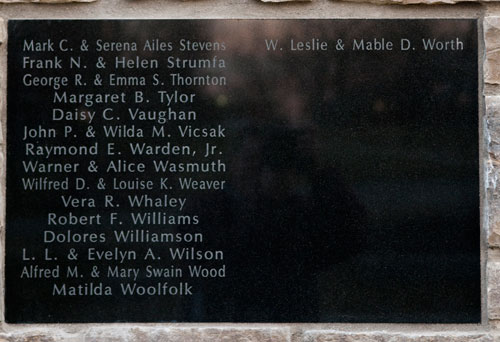 Mark C. & Serena Ailes Stevens
Frank N. & Helen Strumfa
George R. & Emma S. Thornton
Margaret B. Tylor
Daisy C. Vaughan
John P. & Wilda M. Vicsak
Raymond E. Warden, Jr.
Warner & Alice Wasmuth
Wilfred D. & Louise K. Weaver
Vera R. Whaley
Robert F. Williams
Dolores Williamson
L. L. & Evelyn A. Wilson
Alfred M. & Mary Swain Wood
Matilda Woolfolk
W. Leslie & Mable D. Worth